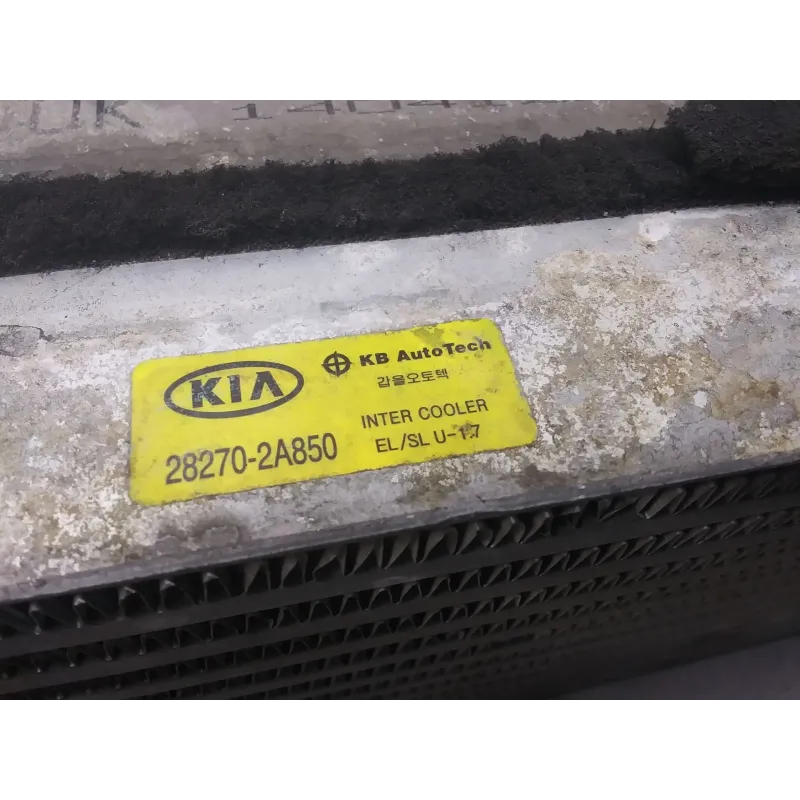 KIA
KB AutoTech
갑을오토텍
28270-2A850
INTER COOLER
EL/SL U-1.7